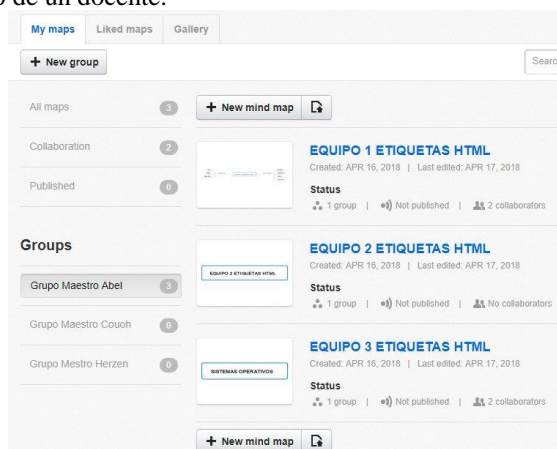 o de un docente.
My maps Liked maps Gallery
+ New group
Searc
All maps 3
+ New mind map
Collaboration 2
EQUIPO 1 ETIQUETAS HTML
Created: APR 16, 2018 | Last edited: APR 17, 2018
Published 0
Status
1 group | Not published | 2 collaborators
Groups
EQUIPO 2 ETIQUETAS HTML
Created: APR 16, 2018 | Last edited: APR 17, 2018
EQUIPO 2 ETIQUETAS HTML
Grupo Maestro Abel 3
Status
1 group | Not published | No collaborators
Grupo Maestro Couoh 0
EQUIPO 3 ETIQUETAS HTML
Grupo Mestro Herzen 0
Created: APR 16, 2018 | Last edited: APR 17, 2018
SISTEMAS OPERATIVOS
Status
1 group | Not published | 2 collaborators
+ New mind map